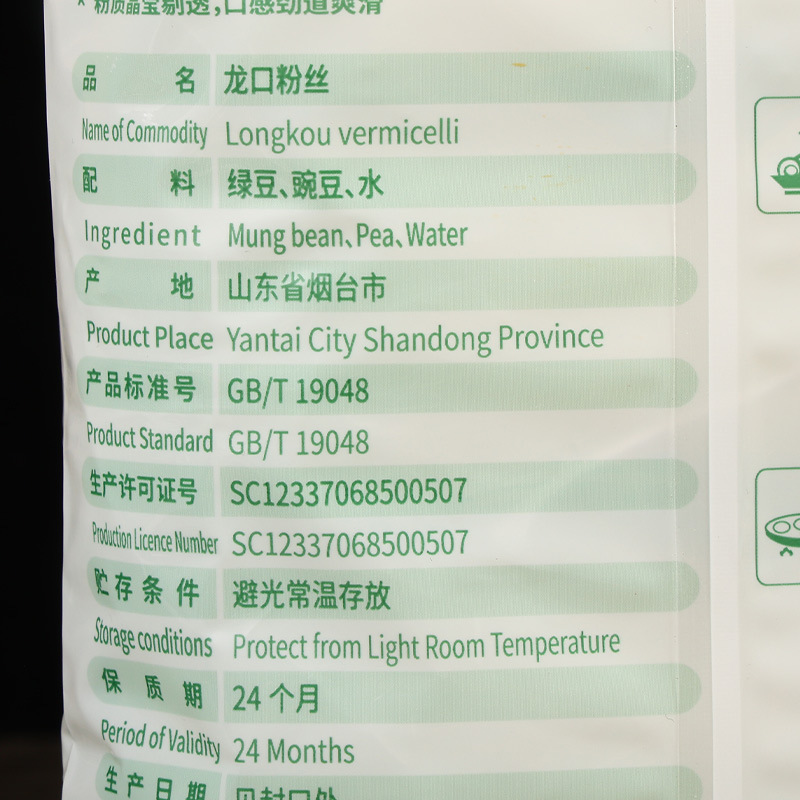 * 粉质晶莹剔透,口感劲道爽滑
品名 龙口粉丝
Name of Commodity Longkou vermicelli
配料 绿豆、豌豆、水
Ingredient Mung bean、Pea、Water
产地 山东省烟台市
Product Place Yantai City Shandong Province
产品标准号 GB/T 19048
Product Standard GB/T 19048
生产许可证号 SC12337068500507
Production Licence Number SC12337068500507
贮存条件 避光常温存放
Storage conditions Protect from Light Room Temperature
保质期 24个月
Period of Validity 24 Months
生产日期 见封口处